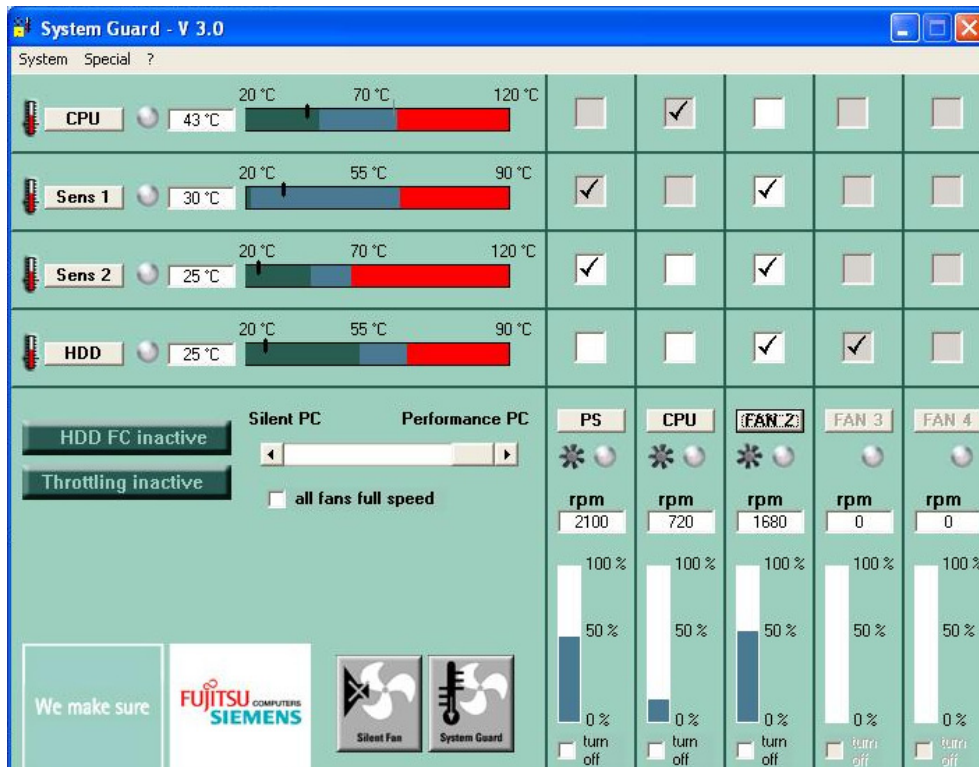 System Guard - V 3.0
System Special ?
20 °C 70 °C 120 °C
CPU 43 °C
20 °C 55 °C 90 °C
Sens 1 30 °C
20 °C 70 °C 120 °C
Sens 2 25 °C
20 °C 55 °C 90 °C
HDD 25 °C
HDD FC inactive
Throttling inactive
Silent PC Performance PC
all fans full speed
PS CPU FAN 2 FAN 3 FAN 4
rpm rpm rpm rpm rpm
2100 720 1680 0 0
100 % 100 % 100 % 100 % 100 %
50 % 50 % 50 % 50 % 50 %
0 % 0 % 0 % 0 % 0 %
turn off turn off turn off turn off turn off
We make sure
FUJITSU COMPUTERS
SIEMENS
Silent Fan System Guard